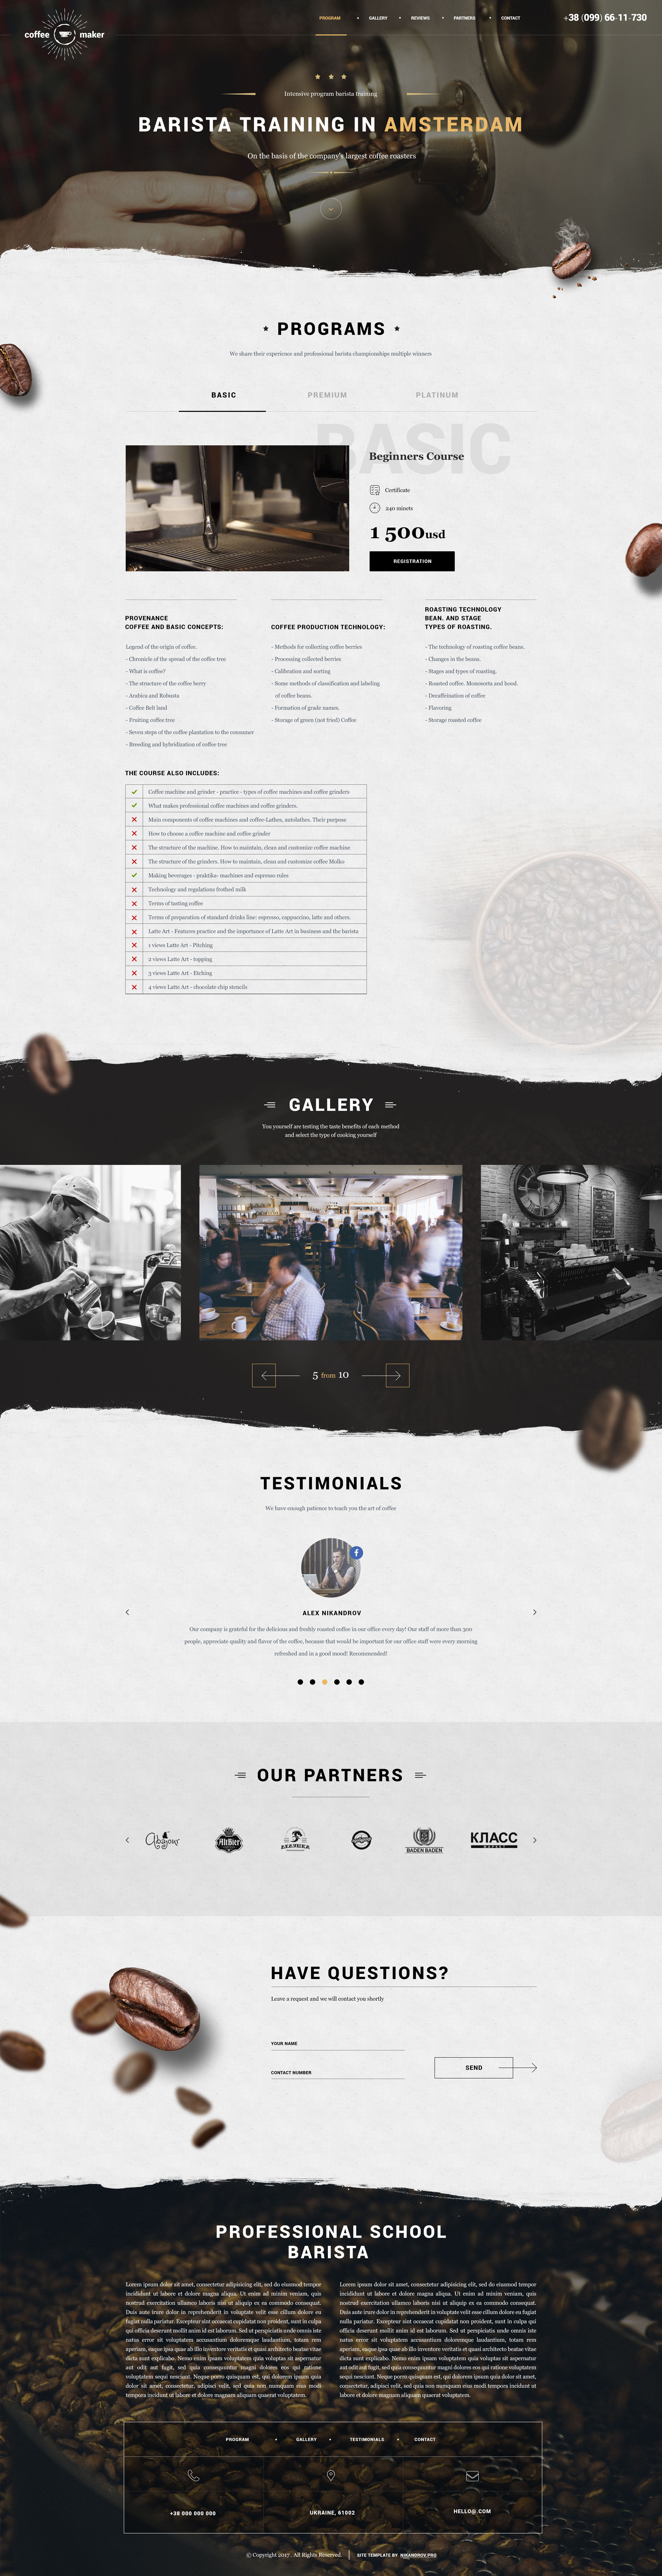 coffee maker
PROGRAM • GALLERY • REVIEWS • PARTNERS • CONTACT
+38 (099) 66-11-730
Intensive program barista training
BARISTA TRAINING IN AMSTERDAM
On the basis of the company's largest coffee roasters
PROGRAMS
We share their experience and professional barista championships multiple winners
BASIC PREMIUM PLATINUM
BASIC
Beginners Course
Certificate
240 minets
1 500usd
REGISTRATION
PROVENANCE
COFFEE AND BASIC CONCEPTS:
Legend of the origin of coffee.
- Chronicle of the spread of the coffee tree
- What is coffee?
- The structure of the coffee berry
- Arabica and Robusta
- Coffee Belt land
- Fruiting coffee tree
- Seven steps of the coffee plantation to the consumer
- Breeding and hybridization of coffee tree
COFFEE PRODUCTION TECHNOLOGY:
- Methods for collecting coffee berries
- Processing collected berries
- Calibration and sorting
- Some methods of classification and labeling
of coffee beans.
- Formation of grade names.
- Storage of green (not fried) Coffee
ROASTING TECHNOLOGY
BEAN. AND STAGE
TYPES OF ROASTING.
- The technology of roasting coffee beans.
- Changes in the beans.
- Stages and types of roasting.
- Roasted coffee. Monosorta and bond.
- Decaffeination of coffee
- Flavoring
- Storage roasted coffee
THE COURSE ALSO INCLUDES:
Coffee machine and grinder - practice - types of coffee machines and coffee grinders
What makes professional coffee machines and coffee grinders.
Main components of coffee machines and coffee-Lathes, autolathes. Their purpose
How to choose a coffee machine and coffee grinder
The structure of the machine. How to maintain, clean and customize coffee machine
The structure of the grinders. How to maintain, clean and customize coffee Molko
Making beverages - praktika- machines and espresso rules
Technology and regulations frothed milk
Terms of tasting coffee
Terms of preparation of standard drinks line: espresso, cappuccino, latte and others.
Latte Art - Features practice and the importance of Latte Art in business and the barista
1 views Latte Art - Pitching
2 views Latte Art - topping
3 views Latte Art - Etching
4 views Latte Art - chocolate chip stencils
GALLERY
You yourself are testing the taste benefits of each method
and select the type of cooking yourself
5 from 10
TESTIMONIALS
We have enough patience to teach you the art of coffee
f
ALEX NIKANDROV
Our company is grateful for the delicious and freshly roasted coffee in our office every day! Our staff of more than 300
people, appreciate quality and flavor of the coffee, because that would be important for our office staff were every morning
refreshed and in a good mood! Recommended!
OUR PARTNERS
Abajour
AltBier
BADEN BADEN
КЛАСС
МАРКЕТ
HAVE QUESTIONS?
Leave a request and we will contact you shortly
YOUR NAME
CONTACT NUMBER
SEND
PROFESSIONAL SCHOOL
BARISTA
Lorem ipsum dolor sit amet, consectetur adipisicing elit, sed do eiusmod tempor
incididunt ut labore et dolore magna aliqua. Ut enim ad minim veniam, quis
nostrud exercitation ullamco laboris nisi ut aliquip ex ea commodo consequat.
Duis aute irure dolor in reprehenderit in voluptate velit esse cillum dolore eu
fugiat nulla pariatur. Excepteur sint occaecat cupidatat non proident, sunt in culpa
qui officia deserunt mollit anim id est laborum. Sed ut perspiciatis unde omnis iste
natus error sit voluptatem accusantium doloremque laudantium, totam rem
aperiam, eaque ipsa quae ab illo inventore veritatis et quasi architecto beatae vitae
dicta sunt explicabo. Nemo enim ipsam voluptatem quia voluptas sit aspernatur
aut odit aut fugit, sed quia consequuntur magni dolores eos qui ratione
voluptatem sequi nesciunt. Neque porro quisquam est, qui dolorem ipsum quia
dolor sit amet, consectetur, adipisci velit, sed quia non numquam eius modi
tempora incidunt ut labore et dolore magnam aliquam quaerat voluptatem.
Lorem ipsum dolor sit amet, consectetur adipisicing elit, sed do eiusmod tempor
incididunt ut labore et dolore magna aliqua. Ut enim ad minim veniam, quis
nostrud exercitation ullamco laboris nisi ut aliquip ex ea commodo consequat.
Duis aute irure dolor in reprehenderit in voluptate velit esse cillum dolore eu fugiat
nulla pariatur. Excepteur sint occaecat cupidatat non proident, sunt in culpa qui
officia deserunt mollit anim id est laborum. Sed ut perspiciatis unde omnis iste natus
error sit voluptatem accusantium doloremque laudantium, totam rem aperiam,
eaque ipsa quae ab illo inventore veritatis et quasi architecto beatae vitae dicta sunt
explicabo. Nemo enim ipsam voluptatem quia voluptas sit aspernatur
aut odit aut fugit, sed quia consequuntur magni dolores eos qui ratione voluptatem
sequi nesciunt. Neque porro quisquam est, qui dolorem ipsum quia dolor sit amet,
consectetur, adipisci velit, sed quia non numquam eius modi tempora incidunt ut
labore et dolore magnam aliquam quaerat voluptatem.
PROGRAM • GALLERY • TESTIMONIALS • CONTACT
+38 000 000 000
UKRAINE, 61002
HELLO@.COM
© Copyright 2017 . All Rights Reserved. | SITE TEMPLATE BY NIKANDROV.PRO